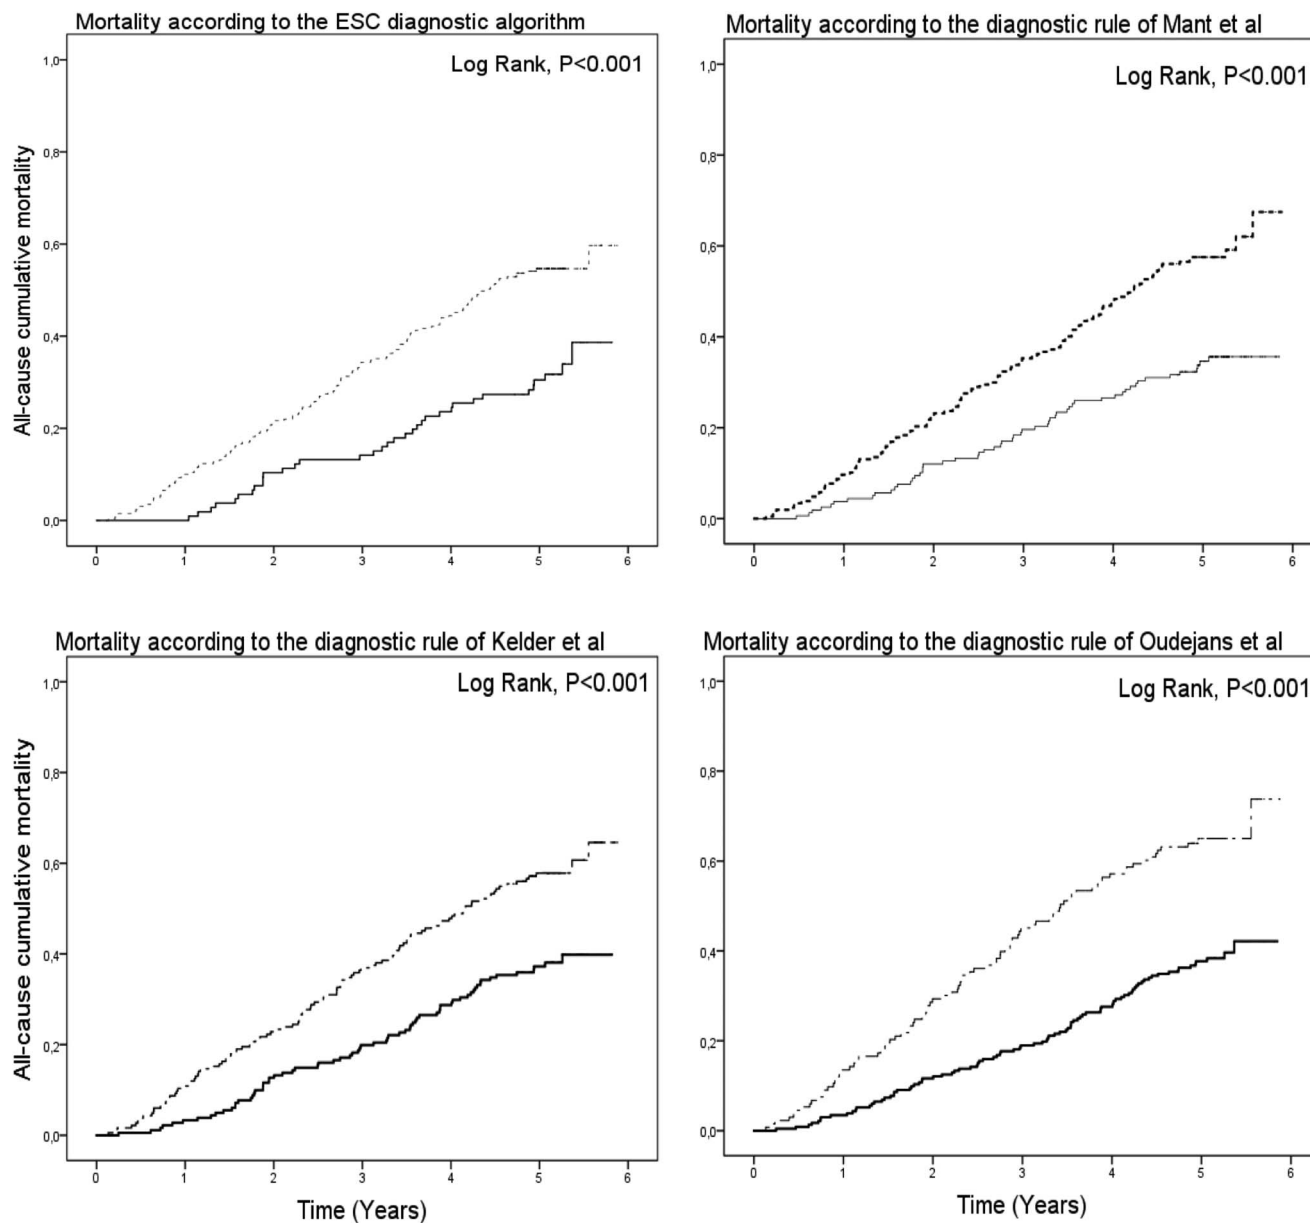 Mortality according to the ESC diagnostic algorithm
Log Rank, P<0.001
All-cause cumulative mortality
1,0
0,8
0,6
0,4
0,2
0,0
0 1 2 3 4 5 6
Mortality according to the diagnostic rule of Mant et al
Log Rank, P<0.001
1,0
0,8
0,6
0,4
0,2
0,0
0 1 2 3 4 5 6
Mortality according to the diagnostic rule of Kelder et al
Log Rank, P<0.001
All-cause cumulative mortality
1,0
0,8
0,6
0,4
0,2
0,0
0 1 2 3 4 5 6
Time (Years)
Mortality according to the diagnostic rule of Oudejans et al
Log Rank, P<0.001
1,0
0,8
0,6
0,4
0,2
0,0
0 1 2 3 4 5 6
Time (Years)